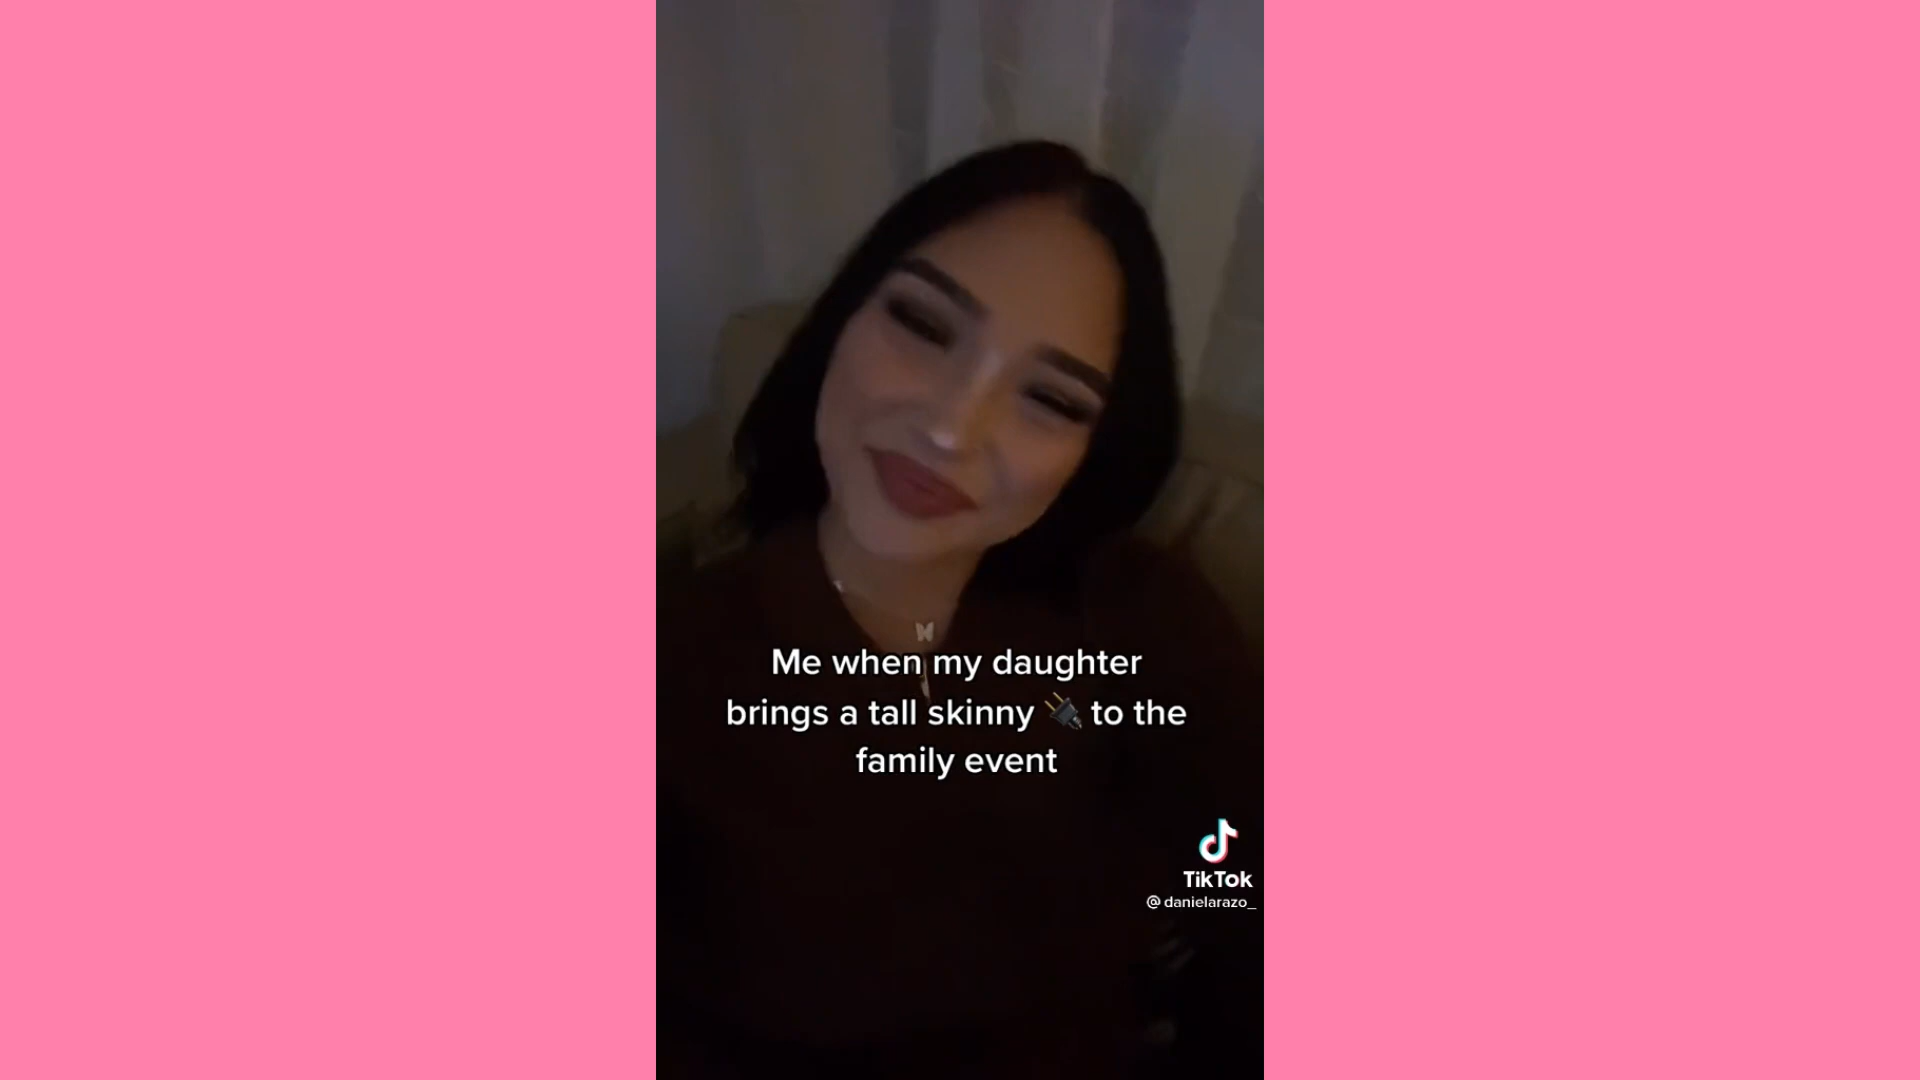 Me when my daughter
brings a tall skinny 🔌 to the
family event
TikTok
@danielarazo_